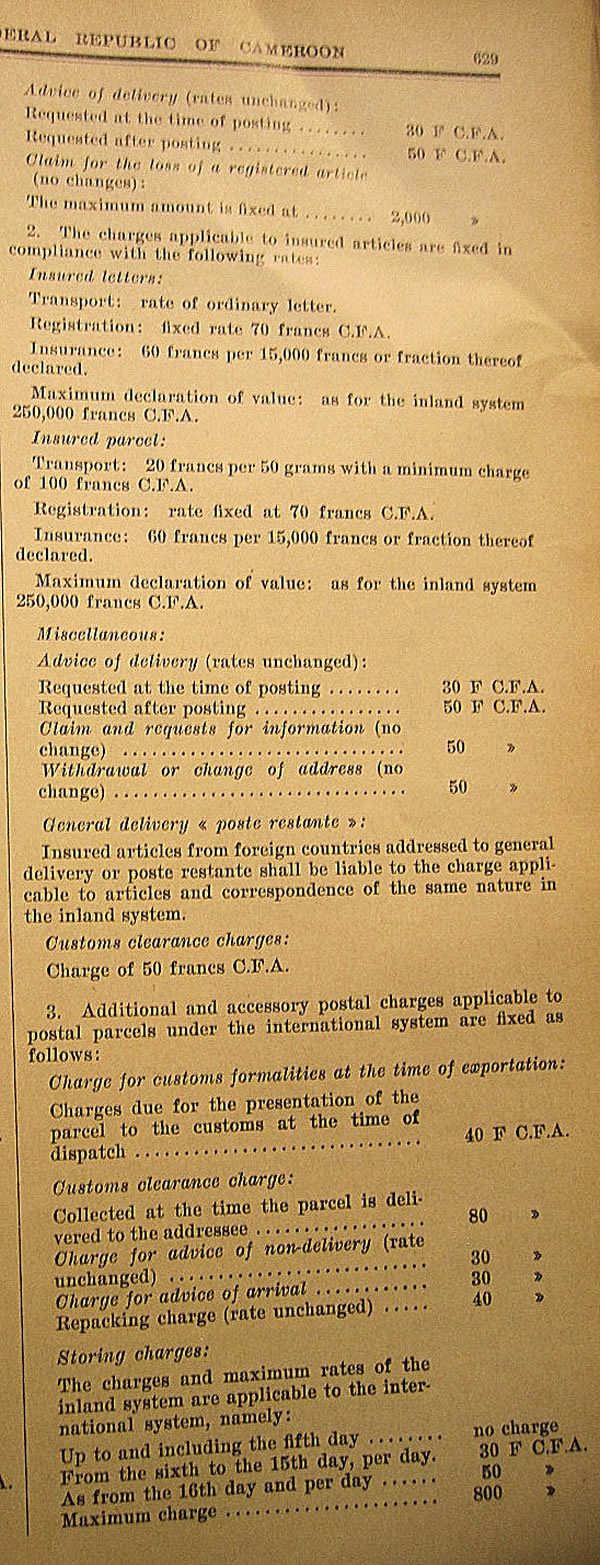 ERAL REPUBLIC OF CAMEROON 629
Advice of delivery (rates unchanged):
Requested at the time of posting ........ 30 F C.F.A.
Requested after posting ............... 50 F C.F.A.
Claim for the loss of a registered article
(no changes):
The maximum amount is fixed at ........ 2,000 »
2. The charges applicable to insured articles are fixed in
compliance with the following rates:
Insured letters:
Transport: rate of ordinary letter.
Registration: fixed rate 70 francs C.F.A.
Insurance: 60 francs per 15,000 francs or fraction thereof
declared.
Maximum declaration of value: as for the inland system
250,000 francs C.F.A.
Insured parcel:
Transport: 20 francs per 50 grams with a minimum charge
of 100 francs C.F.A.
Registration: rate fixed at 70 francs C.F.A.
Insurance: 60 francs per 15,000 francs or fraction thereof
declared.
Maximum declaration of value: as for the inland system
250,000 francs C.F.A.
Miscellaneous:
Advice of delivery (rates unchanged):
Requested at the time of posting ........ 30 F C.F.A.
Requested after posting ................ 50 F C.F.A.
Claim and requests for information (no
change) .............................. 50 »
Withdrawal or change of address (no
change) ............................... 50 »
General delivery « poste restante »:
Insured articles from foreign countries addressed to general
delivery or poste restante shall be liable to the charge appli-
cable to articles and correspondence of the same nature in
the inland system.
Customs clearance charges:
Charge of 50 francs C.F.A.
3. Additional and accessory postal charges applicable to
postal parcels under the international system are fixed as
follows:
Charge for customs formalities at the time of exportation:
Charges due for the presentation of the
parcel to the customs at the time of
dispatch .............................. 40 F C.F.A.
Customs clearance charge:
Collected at the time the parcel is deli-
vered to the addressee .................. 80 »
Charge for advice of non-delivery (rate
unchanged) ........................... 30 »
Charge for advice of arrival ............ 30 »
Repacking charge (rate unchanged) ..... 40 »
Storing charges:
The charges and maximum rates of the
inland system are applicable to the inter-
national system, namely:
Up to and including the fifth day ........ no charge
From the sixth to the 15th day, per day. 30 F C.F.A.
As from the 16th day and per day ...... 50 »
Maximum charge ....................... 800 »